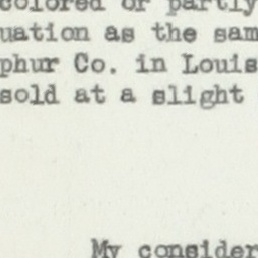 colored or partly
uation as the sam
phur Co. in Louis
sold at a slight
My consider